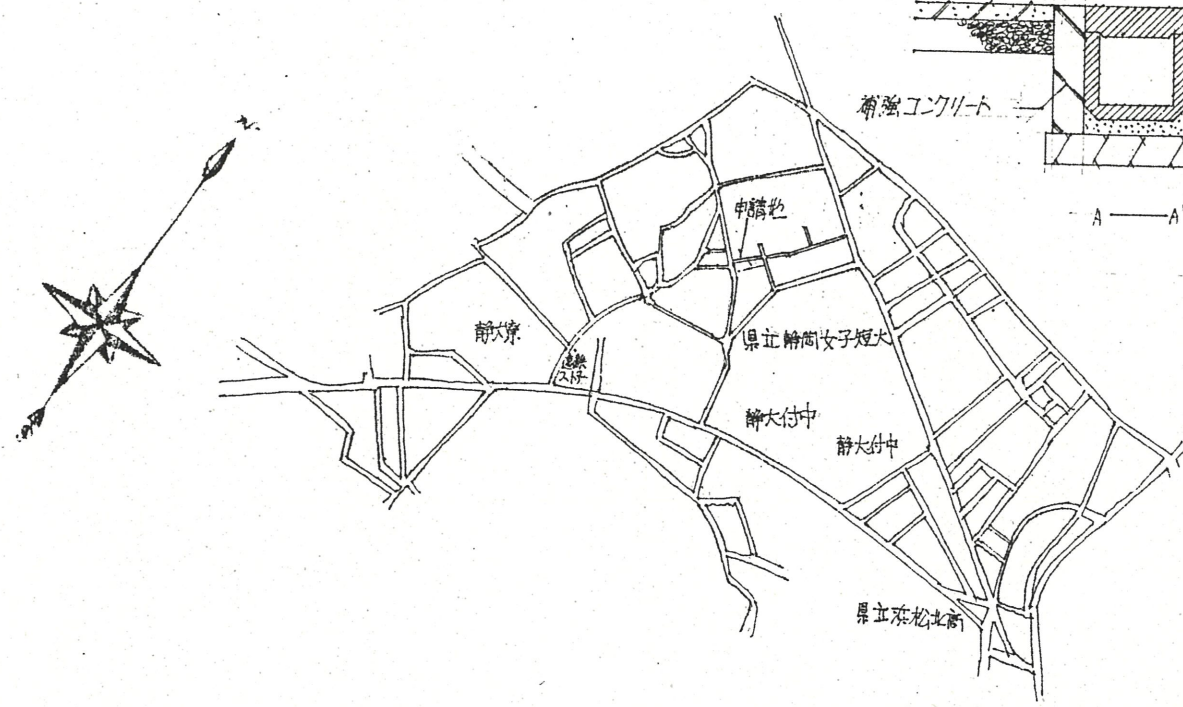 補強コンクリート
A ─── A'
申請地
静大寮
遠鉄
ストアー
県立静岡女子短大
静大付中
静大付中
県立浜松北高